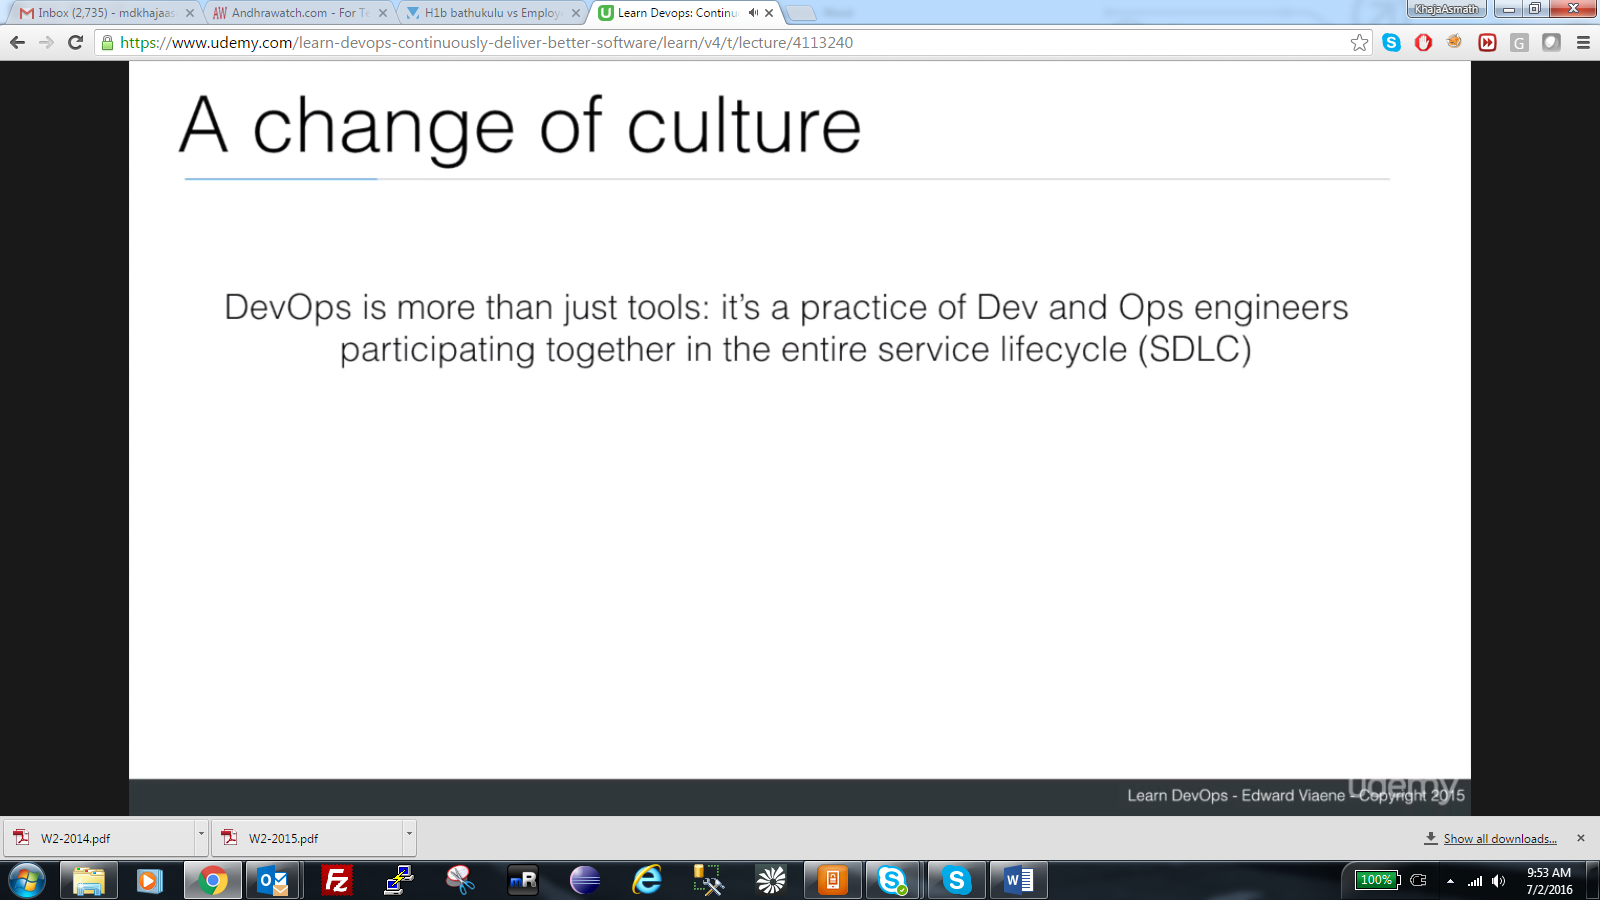 Inbox (2,735) - mdkhajaas
Andhrawatch.com - For Te
H1b bathukulu vs Employ
Learn Devops: Continu
KhajaAsmath
https://www.udemy.com/learn-devops-continuously-deliver-better-software/learn/v4/t/lecture/4113240
A change of culture
DevOps is more than just tools: it's a practice of Dev and Ops engineers
participating together in the entire service lifecycle (SDLC)
udemy
Learn DevOps - Edward Viaene - Copyright 2015
W2-2014.pdf
W2-2015.pdf
Show all downloads...
100%
9:53 AM
7/2/2016